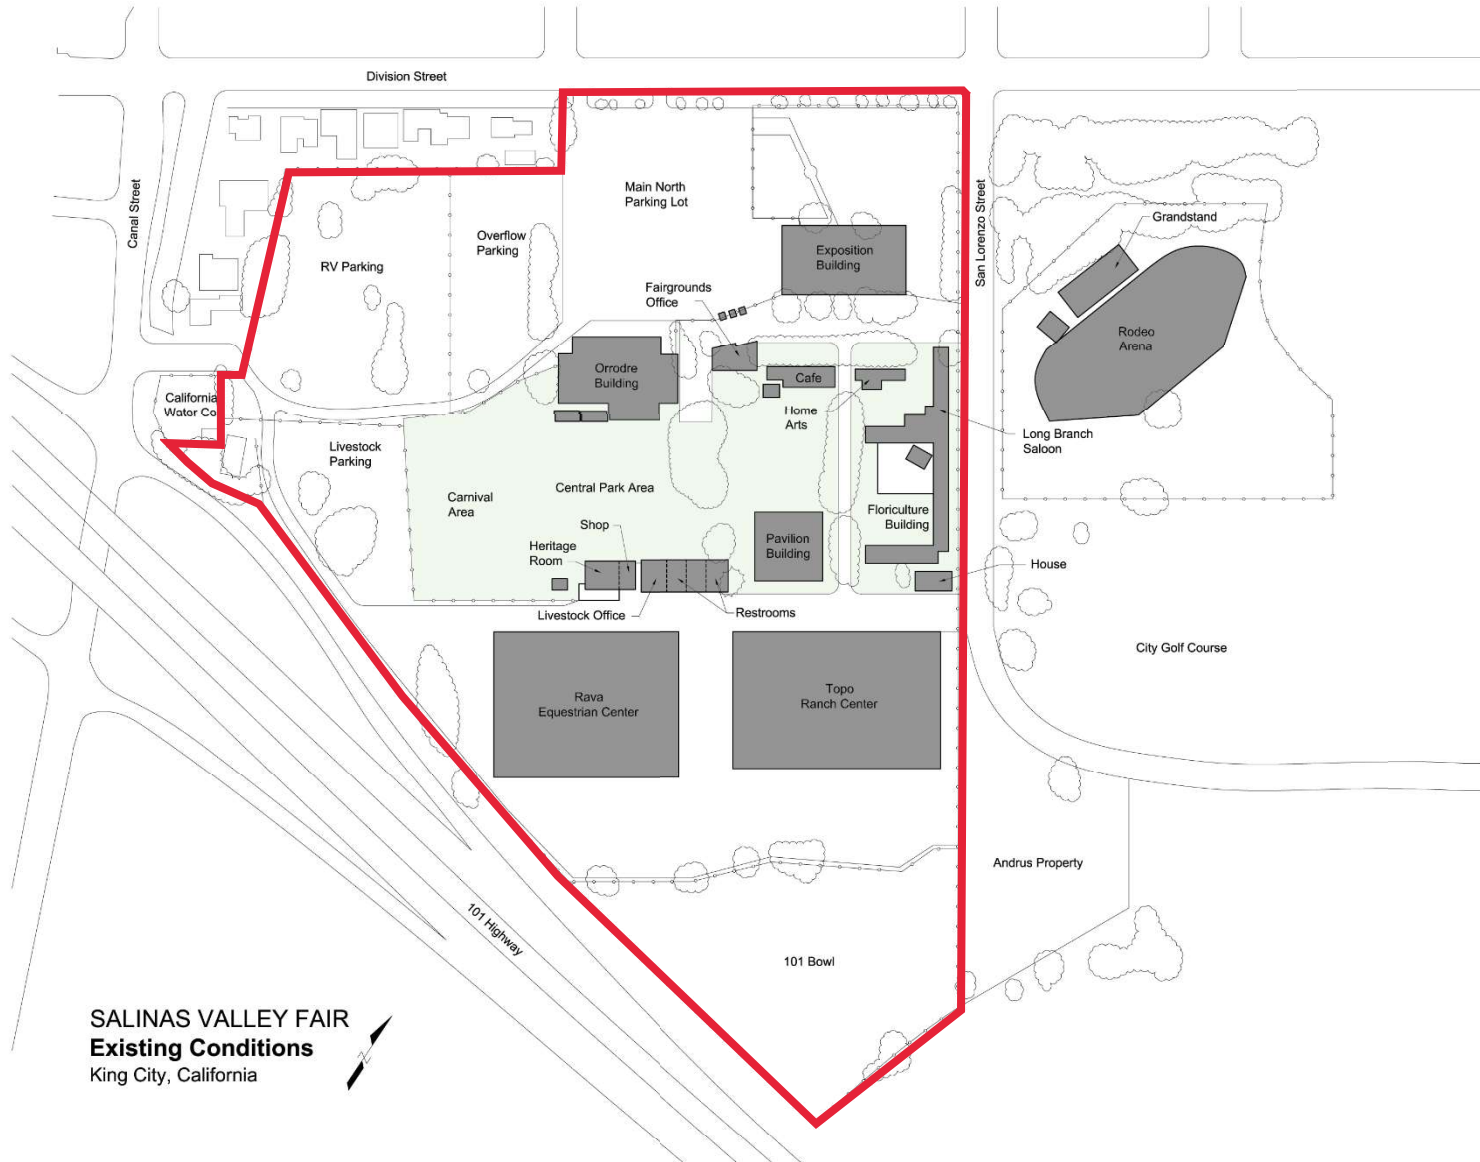 Division Street
Canal Street
Main North
Parking Lot
San Lorenzo Street
Grandstand
Overflow
Parking
RV Parking
Exposition
Building
Fairgrounds
Office
Rodeo
Arena
Orrodre
Building
Cafe
California
Water Co
Home
Arts
Long Branch
Saloon
Livestock
Parking
Carnival
Area
Central Park Area
Floriculture
Building
Shop
Pavilion
Building
Heritage
Room
House
Livestock Office
Restrooms
City Golf Course
Rava
Equestrian Center
Topo
Ranch Center
Andrus Property
101 Highway
101 Bowl
SALINAS VALLEY FAIR
Existing Conditions
King City, California
N